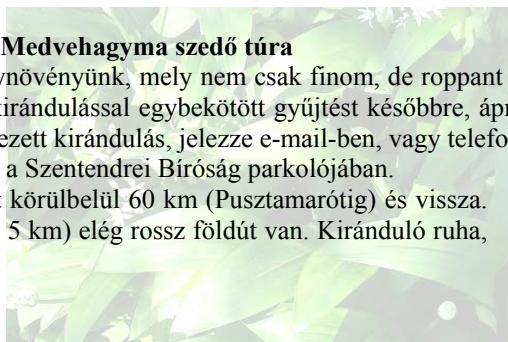 Medvehagyma szedő túra
növényünk, mely nem csak finom, de roppant
kirándulással egybekötött gyűjtést későbbre, ápr
ezett kirándulás, jelezze e-mail-ben, vagy telefo
a Szentendrei Bíróság parkolójában.
körülbelül 60 km (Pusztamarótig) és vissza.
5 km) elég rossz földút van. Kiránduló ruha,